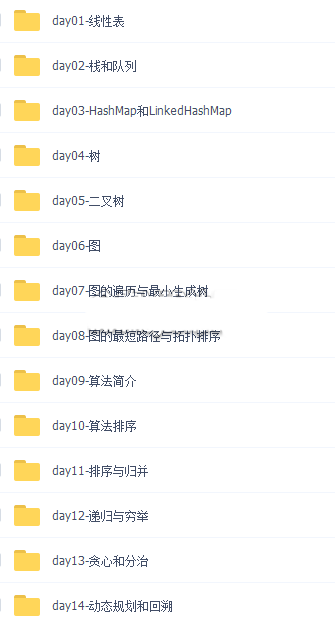 day01-线性表
day02-栈和队列
day03-HashMap和LinkedHashMap
day04-树
day05-二叉树
day06-图
day07-图的遍历与最小生成树
day08-图的最短路径与拓扑排序
day09-算法简介
day10-算法排序
day11-排序与归并
day12-递归与穷举
day13-贪心和分治
day14-动态规划和回溯